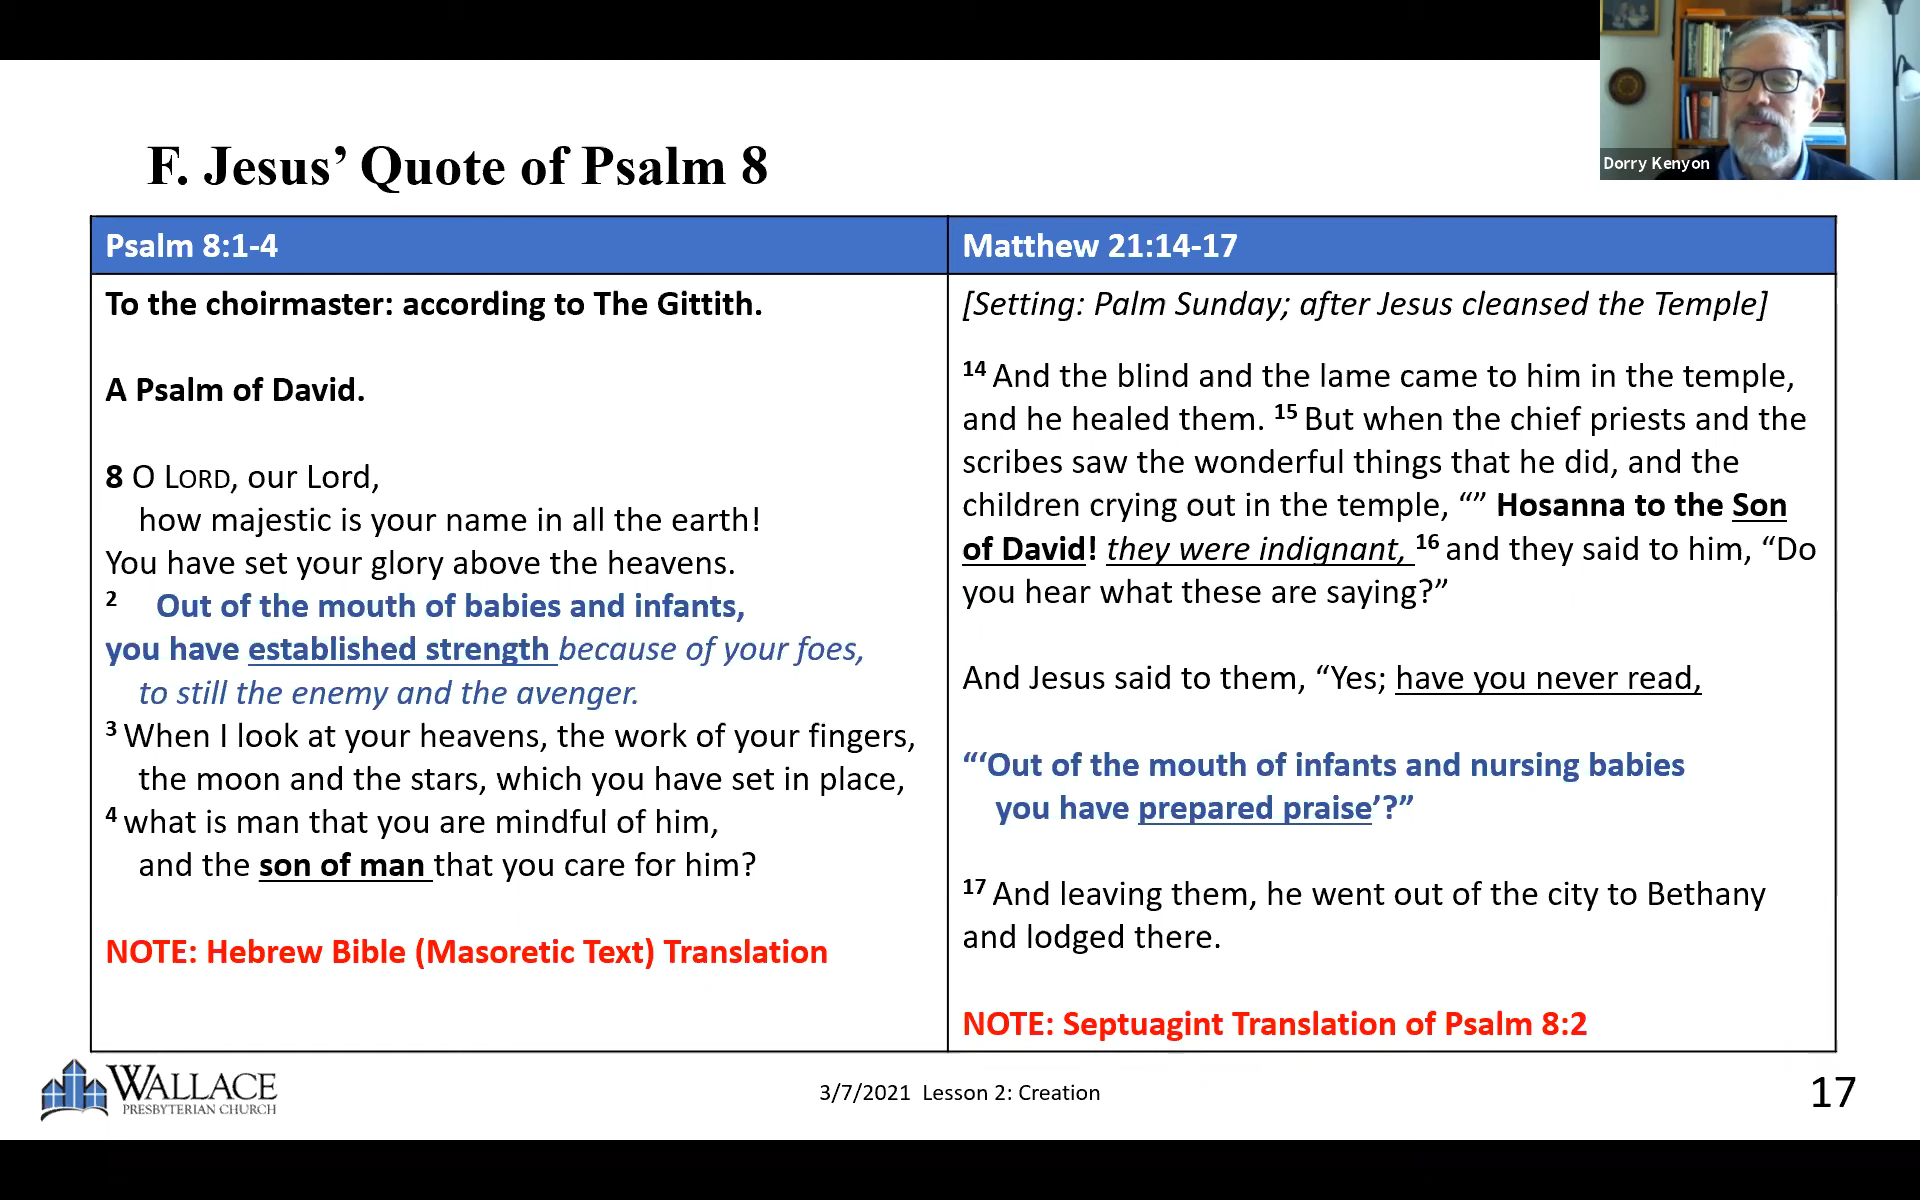 Dorry Kenyon
F. Jesus’ Quote of Psalm 8
Psalm 8:1-4
To the choirmaster: according to The Gittith.
A Psalm of David.
8 O LORD, our Lord,
how majestic is your name in all the earth!
You have set your glory above the heavens.
2 Out of the mouth of babies and infants,
you have established strength because of your foes,
to still the enemy and the avenger.
3 When I look at your heavens, the work of your fingers,
the moon and the stars, which you have set in place,
4 what is man that you are mindful of him,
and the son of man that you care for him?
NOTE: Hebrew Bible (Masoretic Text) Translation
Matthew 21:14-17
[Setting: Palm Sunday; after Jesus cleansed the Temple]
14 And the blind and the lame came to him in the temple,
and he healed them. 15 But when the chief priests and the
scribes saw the wonderful things that he did, and the
children crying out in the temple, “” Hosanna to the Son
of David! they were indignant, 16 and they said to him, “Do
you hear what these are saying?”
And Jesus said to them, “Yes; have you never read,
“‘Out of the mouth of infants and nursing babies
you have prepared praise’?”
17 And leaving them, he went out of the city to Bethany
and lodged there.
NOTE: Septuagint Translation of Psalm 8:2
WALLACE
PRESBYTERIAN CHURCH
3/7/2021 Lesson 2: Creation
17